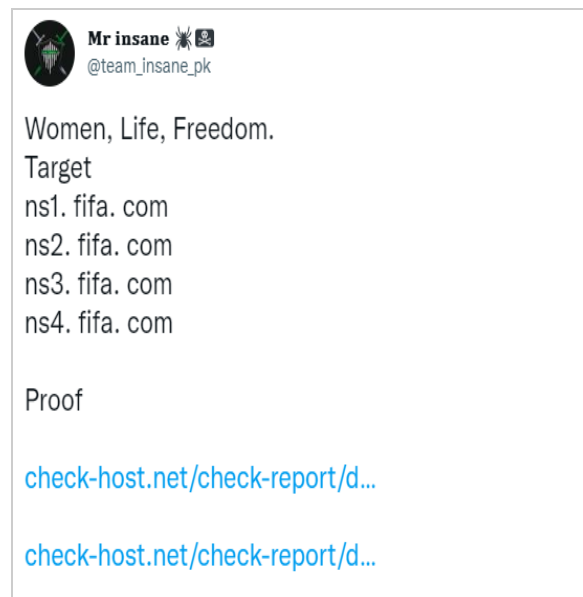 Mr insane 🕷️☠️
@team_insane_pk
Women, Life, Freedom.
Target
ns1. fifa. com
ns2. fifa. com
ns3. fifa. com
ns4. fifa. com
Proof
check-host.net/check-report/d...
check-host.net/check-report/d...